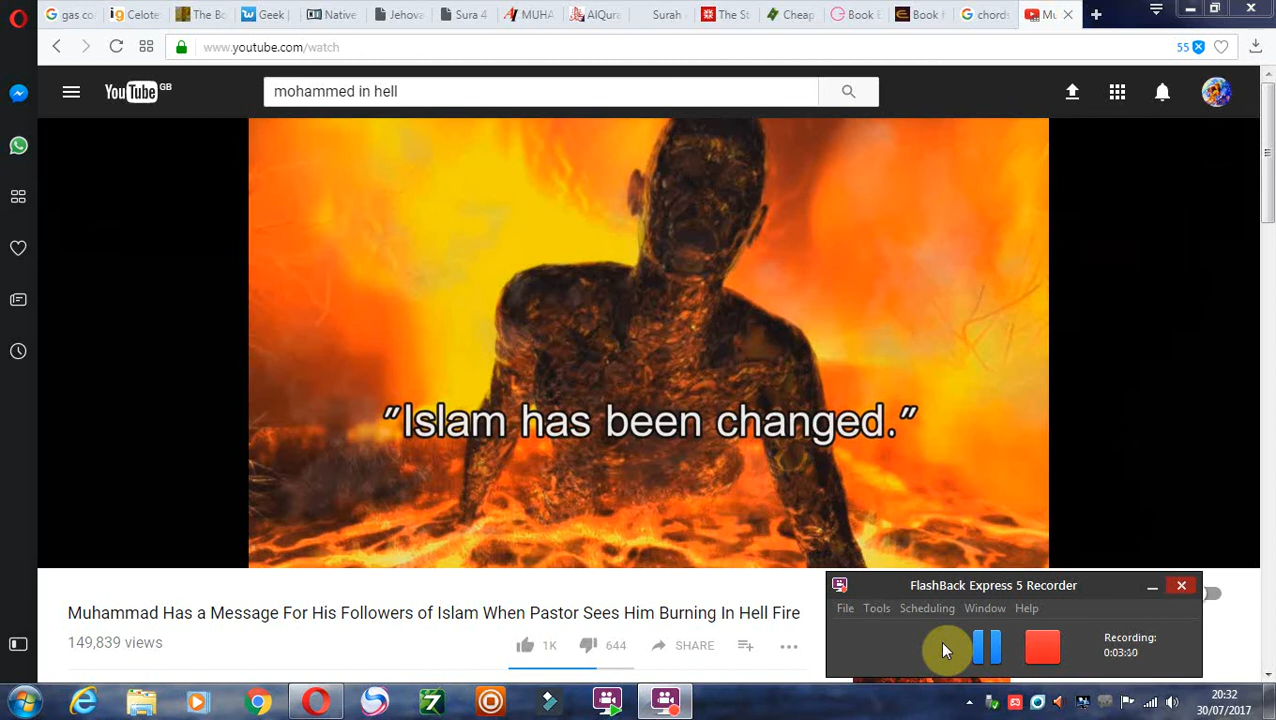 gas co
Celote
The Bo
Geek
Native
Jehova
Sura 4
MUHA
AlQura
Surah
The St
Cheap
Book
Book
chords
Mu
www.youtube.com/watch
55
YouTube GB
mohammed in hell
"Islam has been changed."
Muhammad Has a Message For His Followers of Islam When Pastor Sees Him Burning In Hell Fire
149,839 views
1K
644
SHARE
FlashBack Express 5 Recorder
File Tools Scheduling Window Help
Recording:
0:03:40
20:32
30/07/2017